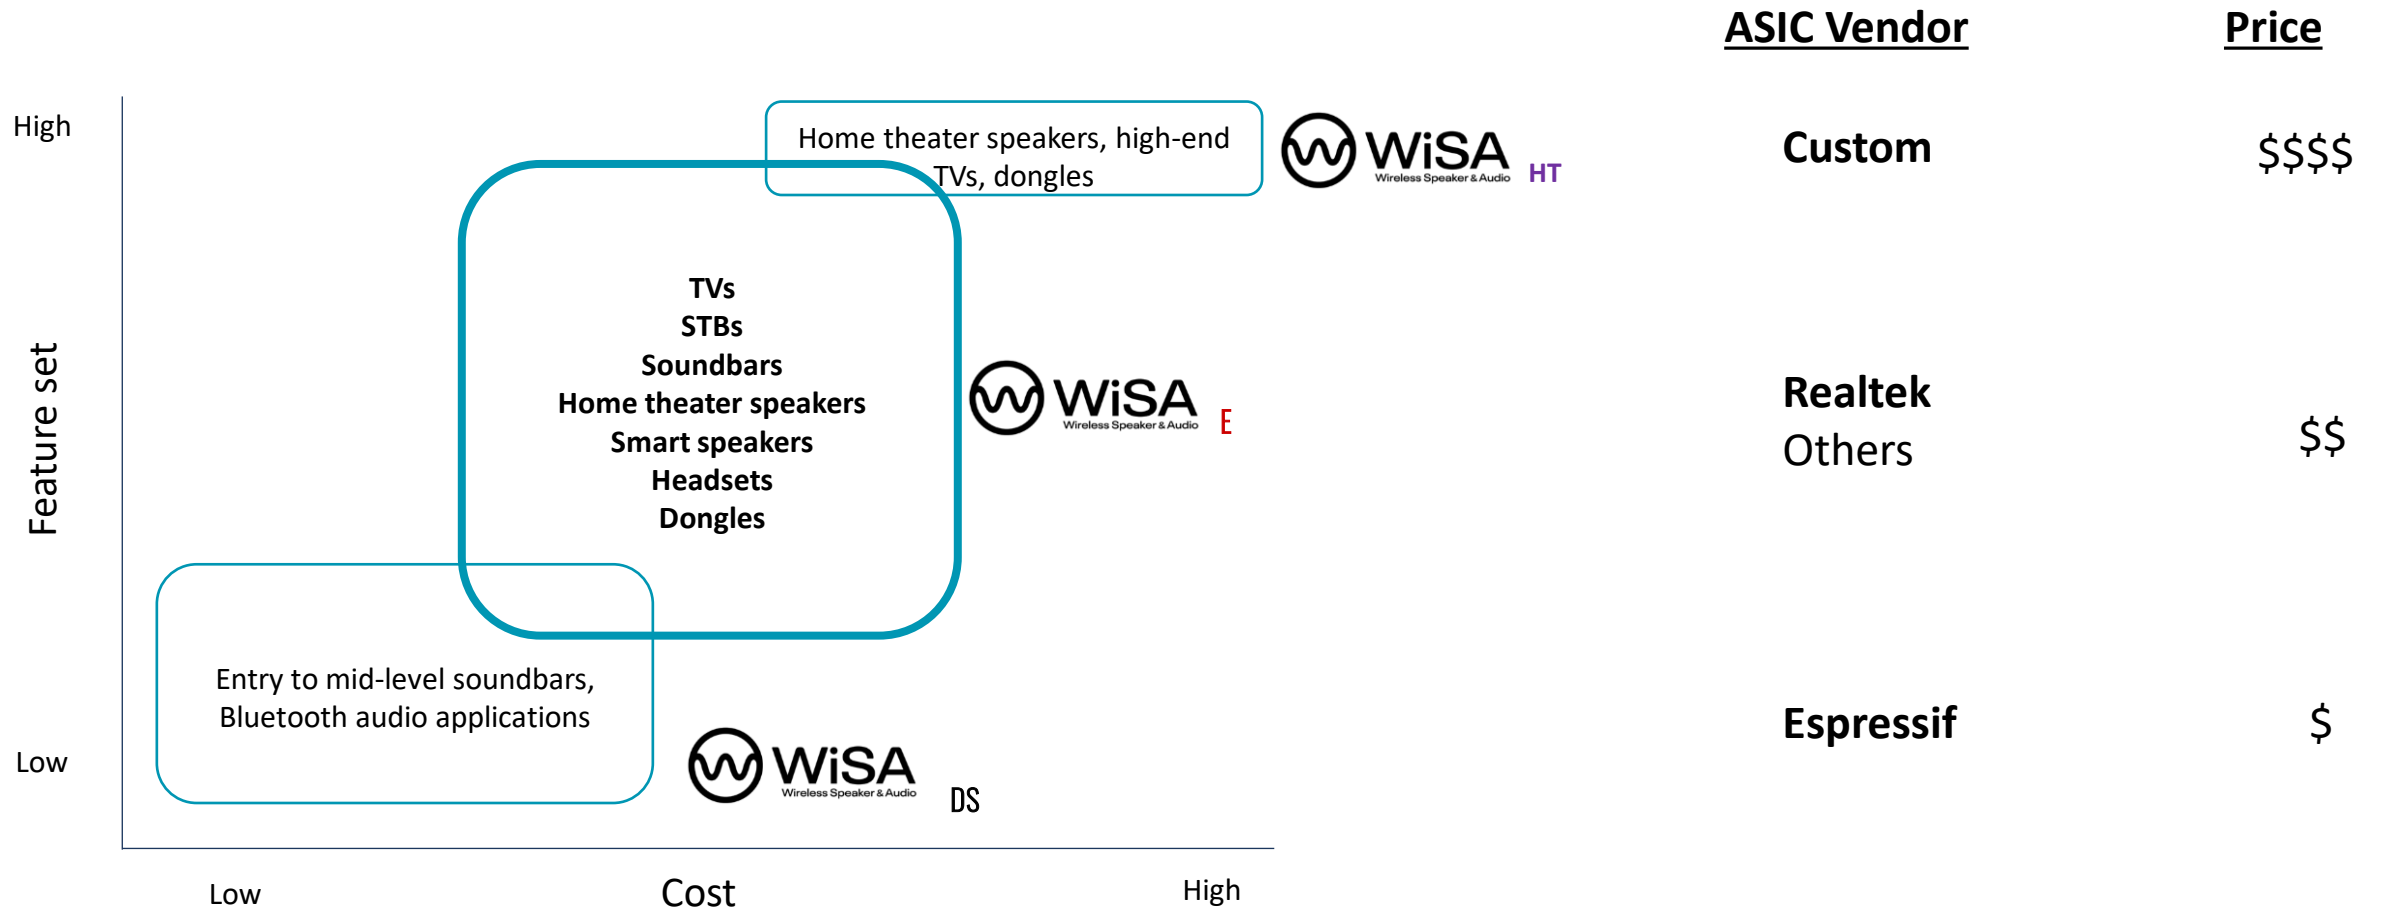 ASIC Vendor
Price
High
Home theater speakers, high-end
TVs, dongles
WiSA
Wireless Speaker & Audio
HT
Custom
$$$$
TVs
STBs
Soundbars
Home theater speakers
Smart speakers
Headsets
Dongles
Feature set
WiSA
Wireless Speaker & Audio
E
Realtek
Others
$$
Entry to mid-level soundbars,
Bluetooth audio applications
WiSA
Wireless Speaker & Audio
DS
Espressif
$
Low
Low
Cost
High